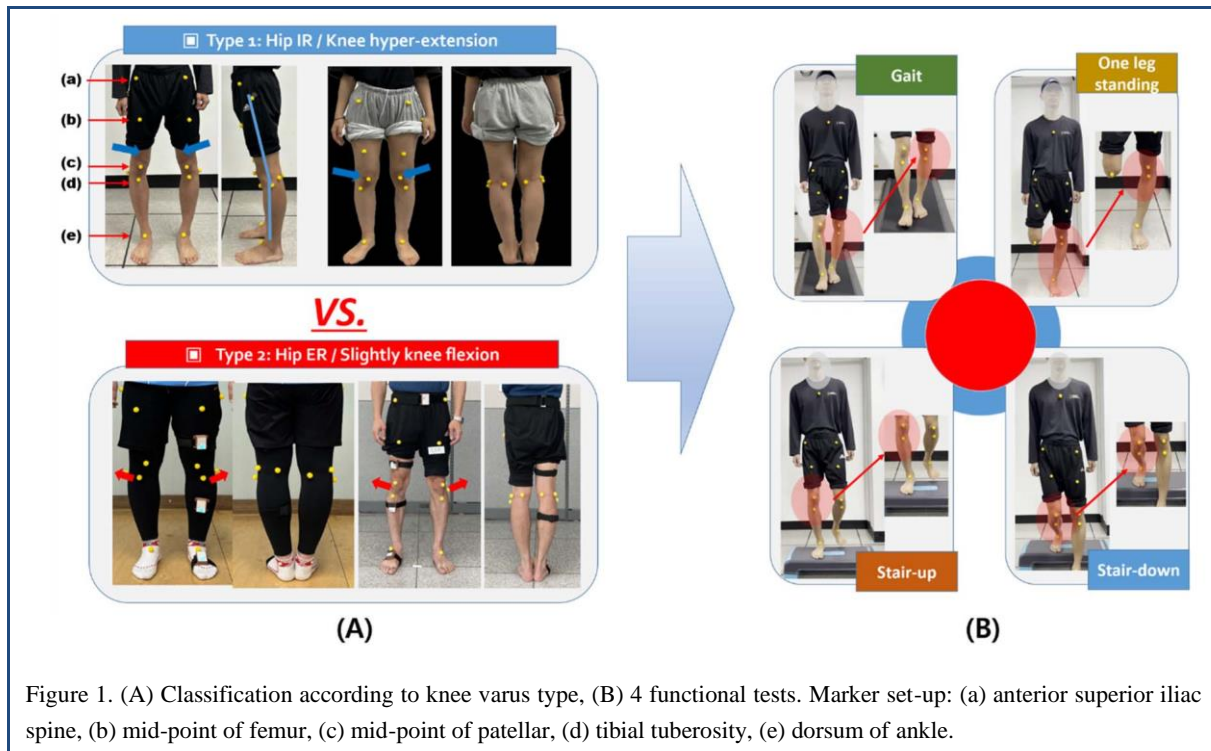 ▣ Type 1: Hip IR / Knee hyper-extension
(a)
(b)
(c)
(d)
(e)
VS.
▣ Type 2: Hip ER / Slightly knee flexion
(A)
Gait
One leg
standing
Stair-up
Stair-down
(B)
Figure 1. (A) Classification according to knee varus type, (B) 4 functional tests. Marker set-up: (a) anterior superior iliac
spine, (b) mid-point of femur, (c) mid-point of patellar, (d) tibial tuberosity, (e) dorsum of ankle.